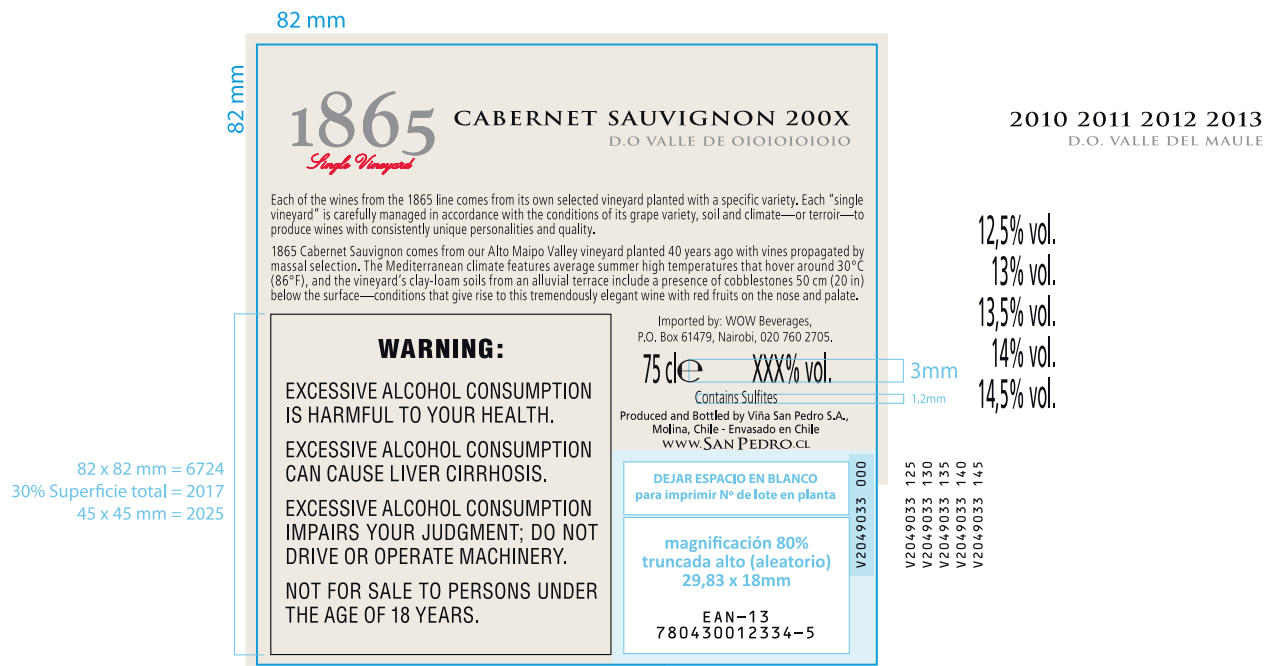 82 mm
82 mm
1865
Single Vineyard
CABERNET SAUVIGNON 200X
D.O VALLE DE OIOIOIOIOIO
2010 2011 2012 2013
D.O. VALLE DEL MAULE
Each of the wines from the 1865 line comes from its own selected vineyard planted with a specific variety. Each "single
vineyard" is carefully managed in accordance with the conditions of its grape variety, soil and climate—or terroir—to
produce wines with consistently unique personalities and quality.
1865 Cabernet Sauvignon comes from our Alto Maipo Valley vineyard planted 40 years ago with vines propagated by
massal selection. The Mediterranean climate features average summer high temperatures that hover around 30°C
(86°F), and the vineyard's clay-loam soils from an alluvial terrace include a presence of cobblestones 50 cm (20 in)
below the surface—conditions that give rise to this tremendously elegant wine with red fruits on the nose and palate.
12,5% vol.
13% vol.
13,5% vol.
14% vol.
14,5% vol.
WARNING:
EXCESSIVE ALCOHOL CONSUMPTION
IS HARMFUL TO YOUR HEALTH.
EXCESSIVE ALCOHOL CONSUMPTION
CAN CAUSE LIVER CIRRHOSIS.
EXCESSIVE ALCOHOL CONSUMPTION
IMPAIRS YOUR JUDGMENT; DO NOT
DRIVE OR OPERATE MACHINERY.
NOT FOR SALE TO PERSONS UNDER
THE AGE OF 18 YEARS.
82 x 82 mm = 6724
30% Superficie total = 2017
45 x 45 mm = 2025
Imported by: WOW Beverages,
P.O. Box 61479, Nairobi, 020 760 2705.
75 cl℮ XXX% vol.
3mm
Contains Sulfites
1,2mm
Produced and Bottled by Viña San Pedro S.A.,
Molina, Chile - Envasado en Chile
WWW.SAN PEDRO.CL
DEJAR ESPACIO EN BLANCO
para imprimir Nº de lote en planta
magnificación 80%
truncada alto (aleatorio)
29,83 x 18mm
EAN-13
780430012334-5
V2049033 000
V2049033 125
V2049033 130
V2049033 135
V2049033 140
V2049033 145